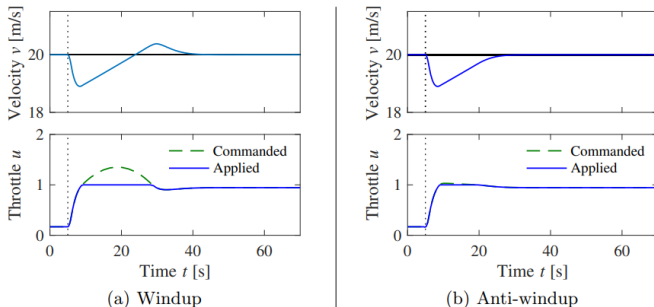 Velocity v [m/s]
20
18
Throttle u
2
1
0
Commanded
Applied
0 20 40 60
Time t [s]
(a) Windup
Velocity v [m/s]
20
18
Throttle u
2
1
0
Commanded
Applied
0 20 40 60
Time t [s]
(b) Anti-windup